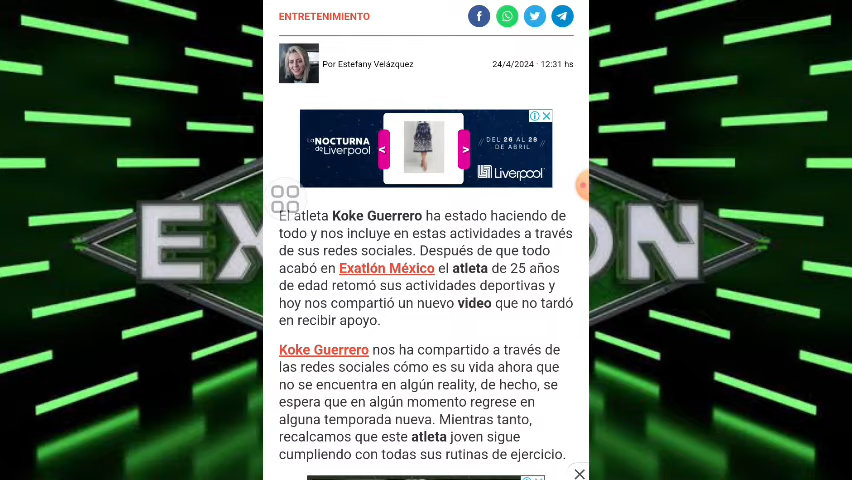 ENTRETENIMIENTO
Por Estefany Velázquez
24/4/2024 · 12:31 hs
LA NOCTURNA
de Liverpool
DEL 26 AL 28
DE ABRIL
Liverpool
El atleta Koke Guerrero ha estado haciendo de
todo y nos incluye en estas actividades a través
de sus redes sociales. Después de que todo
acabó en Exatlón México el atleta de 25 años
de edad retomó sus actividades deportivas y
hoy nos compartió un nuevo video que no tardó
en recibir apoyo.
Koke Guerrero nos ha compartido a través de
las redes sociales cómo es su vida ahora que
no se encuentra en algún reality, de hecho, se
espera que en algún momento regrese en
alguna temporada nueva. Mientras tanto,
recalcamos que este atleta joven sigue
cumpliendo con todas sus rutinas de ejercicio.
EX
ON